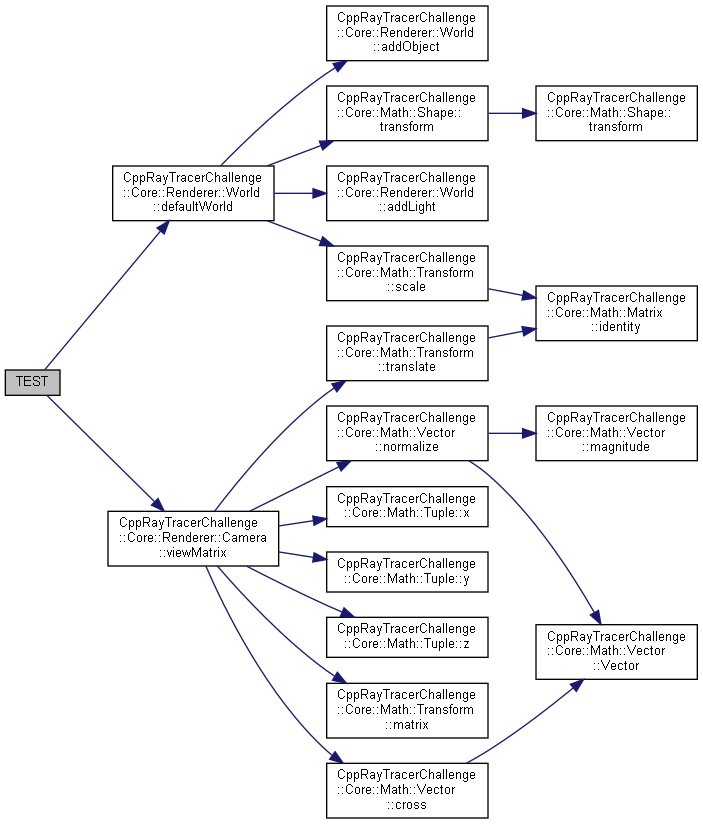 CppRayTracerChallenge
::Core::Renderer::World
::addObject
CppRayTracerChallenge
::Core::Math::Shape::
transform
CppRayTracerChallenge
::Core::Math::Shape::
transform
CppRayTracerChallenge
::Core::Renderer::World
::defaultWorld
CppRayTracerChallenge
::Core::Renderer::World
::addLight
CppRayTracerChallenge
::Core::Math::Transform
::scale
CppRayTracerChallenge
::Core::Math::Matrix
::identity
CppRayTracerChallenge
::Core::Math::Transform
::translate
TEST
CppRayTracerChallenge
::Core::Math::Vector
::normalize
CppRayTracerChallenge
::Core::Math::Vector
::magnitude
CppRayTracerChallenge
::Core::Math::Tuple::x
CppRayTracerChallenge
::Core::Renderer::Camera
::viewMatrix
CppRayTracerChallenge
::Core::Math::Tuple::y
CppRayTracerChallenge
::Core::Math::Tuple::z
CppRayTracerChallenge
::Core::Math::Vector
::Vector
CppRayTracerChallenge
::Core::Math::Transform
::matrix
CppRayTracerChallenge
::Core::Math::Vector
::cross